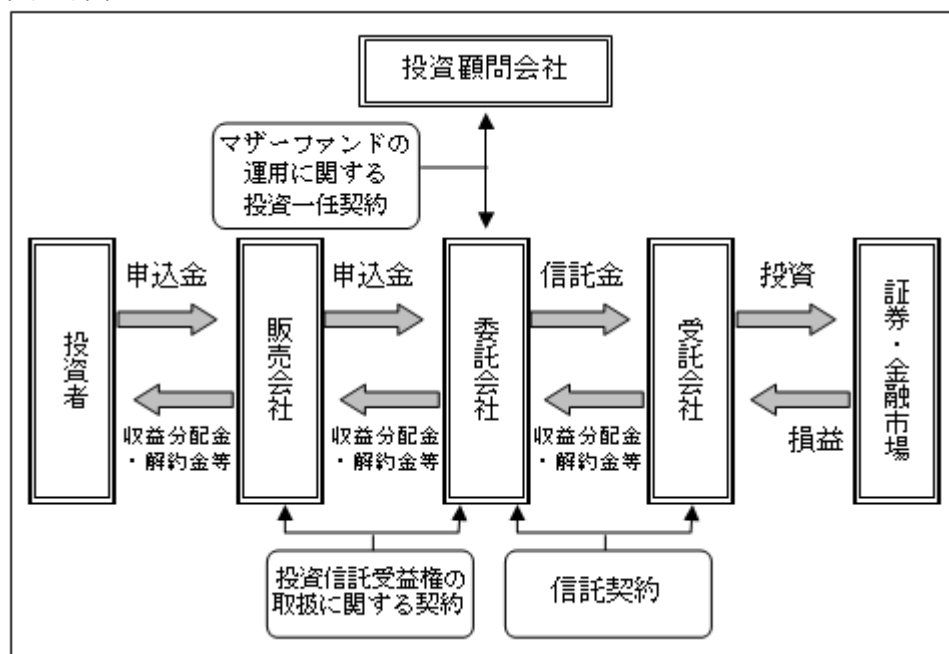 投資顧問会社
マザーファンドの
運用に関する
投資一任契約
投資者
申込金
収益分配金
・解約金等
販売会社
申込金
収益分配金
・解約金等
委託会社
信託金
収益分配金
・解約金等
受託会社
投資
損益
証券・金融市場
投資信託受益権の
取扱に関する契約
信託契約